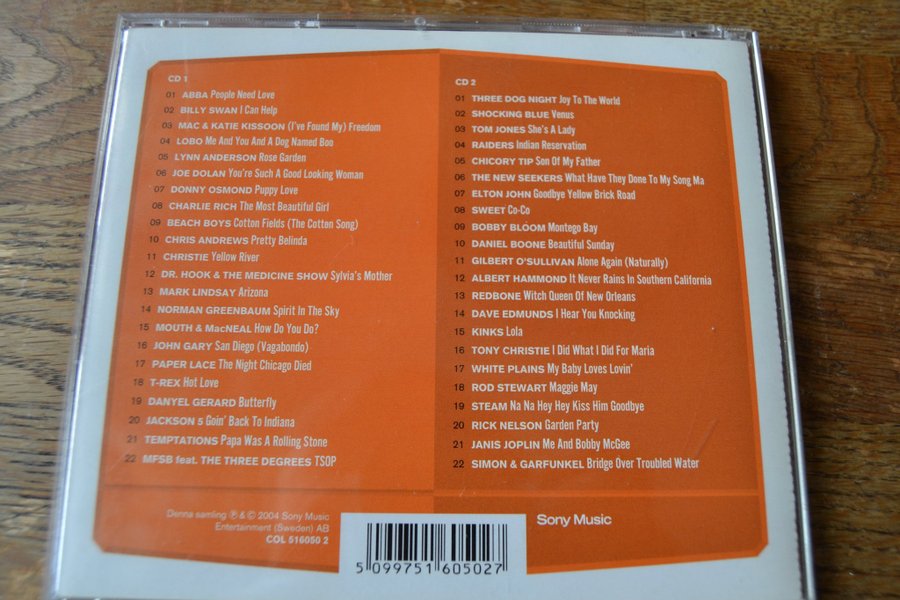 CD 1
01 ABBA People Need Love
02 BILLY SWAN I Can Help
03 MAC & KATIE KISSOON (I've Found My) Freedom
04 LOBO Me And You And A Dog Named Boo
05 LYNN ANDERSON Rose Garden
06 JOE DOLAN You're Such A Good Looking Woman
07 DONNY OSMOND Puppy Love
08 CHARLIE RICH The Most Beautiful Girl
09 BEACH BOYS Cotton Fields (The Cotten Song)
10 CHRIS ANDREWS Pretty Belinda
11 CHRISTIE Yellow River
12 DR. HOOK & THE MEDICINE SHOW Sylvia's Mother
13 MARK LINDSAY Arizona
14 NORMAN GREENBAUM Spirit In The Sky
15 MOUTH & MacNEAL How Do You Do?
16 JOHN GARY San Diego (Vagabondo)
17 PAPER LACE The Night Chicago Died
18 T-REX Hot Love
19 DANYEL GERARD Butterfly
20 JACKSON 5 Goin' Back To Indiana
21 TEMPTATIONS Papa Was A Rolling Stone
22 MFSB feat. THE THREE DEGREES TSOP
CD 2
01 THREE DOG NIGHT Joy To The World
02 SHOCKING BLUE Venus
03 TOM JONES She's A Lady
04 RAIDERS Indian Reservation
05 CHICORY TIP Son Of My Father
06 THE NEW SEEKERS What Have They Done To My Song Ma
07 ELTON JOHN Goodbye Yellow Brick Road
08 SWEET Co-Co
09 BOBBY BLOOM Montego Bay
10 DANIEL BOONE Beautiful Sunday
11 GILBERT O'SULLIVAN Alone Again (Naturally)
12 ALBERT HAMMOND It Never Rains In Southern California
13 REDBONE Witch Queen Of New Orleans
14 DAVE EDMUNDS I Hear You Knocking
15 KINKS Lola
16 TONY CHRISTIE I Did What I Did For Maria
17 WHITE PLAINS My Baby Loves Lovin'
18 ROD STEWART Maggie May
19 STEAM Na Na Hey Hey Kiss Him Goodbye
20 RICK NELSON Garden Party
21 JANIS JOPLIN Me And Bobby McGee
22 SIMON & GARFUNKEL Bridge Over Troubled Water
Denna samling ℗ & © 2004 Sony Music
Entertainment (Sweden) AB
COL 516050 2
Sony Music
5 099751 605027